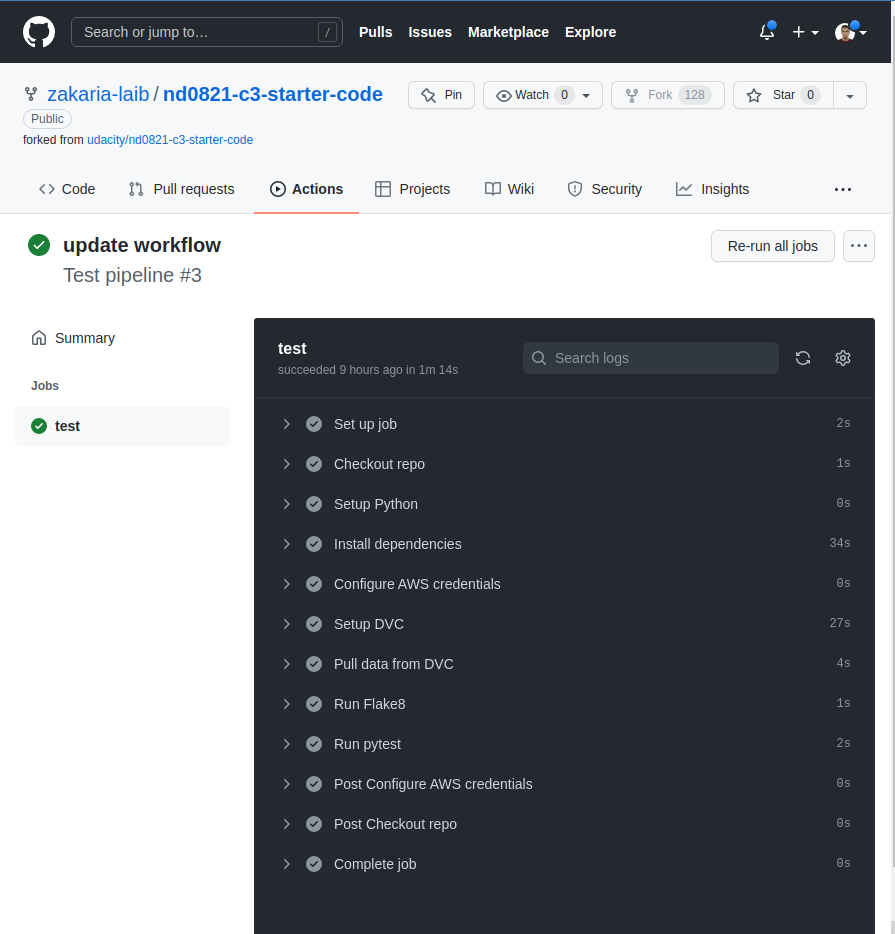 Search or jump to… / Pulls Issues Marketplace Explore
zakaria-laib / nd0821-c3-starter-code Pin Watch 0 Fork 128 Star 0
Public
forked from udacity/nd0821-c3-starter-code
Code Pull requests Actions Projects Wiki Security Insights
update workflow Re-run all jobs
Test pipeline #3
Summary
Jobs
test
test
succeeded 9 hours ago in 1m 14s
Search logs
Set up job 2s
Checkout repo 1s
Setup Python 0s
Install dependencies 34s
Configure AWS credentials 0s
Setup DVC 27s
Pull data from DVC 4s
Run Flake8 1s
Run pytest 2s
Post Configure AWS credentials 0s
Post Checkout repo 0s
Complete job 0s